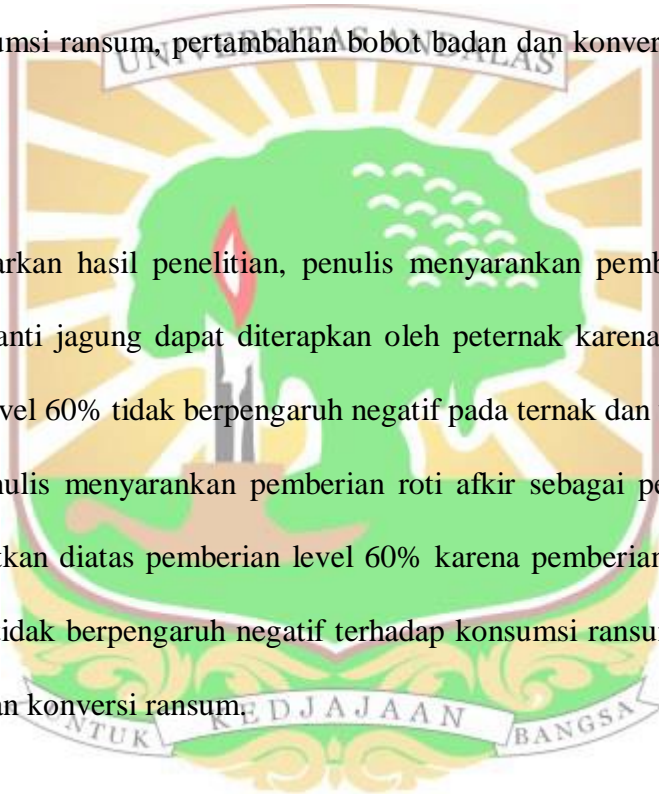 umsi ransum, pertambahan bobot badan dan konver
UNIVERSITAS ANDALAS
arkan hasil penelitian, penulis menyarankan pemb
anti jagung dapat diterapkan oleh peternak karena
vel 60% tidak berpengaruh negatif pada ternak dan
nulis menyarankan pemberian roti afkir sebagai pe
tkan diatas pemberian level 60% karena pemberian
tidak berpengaruh negatif terhadap konsumsi ransu
an konversi ransum.
UNTUK KEDJAJAAN BANGSA